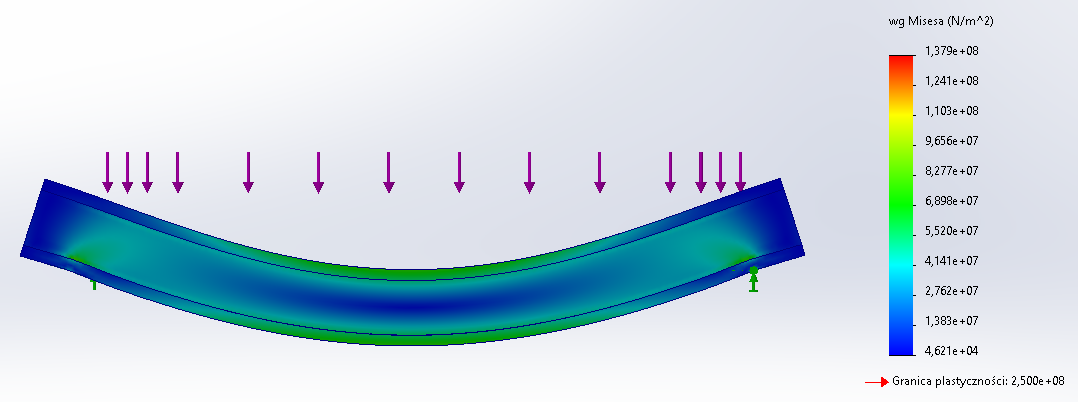 wg Misesa (N/m^2)
1,379e+08
1,241e+08
1,103e+08
9,656e+07
8,277e+07
6,898e+07
5,520e+07
4,141e+07
2,762e+07
1,383e+07
4,621e+04
Granica plastyczności: 2,500e+08